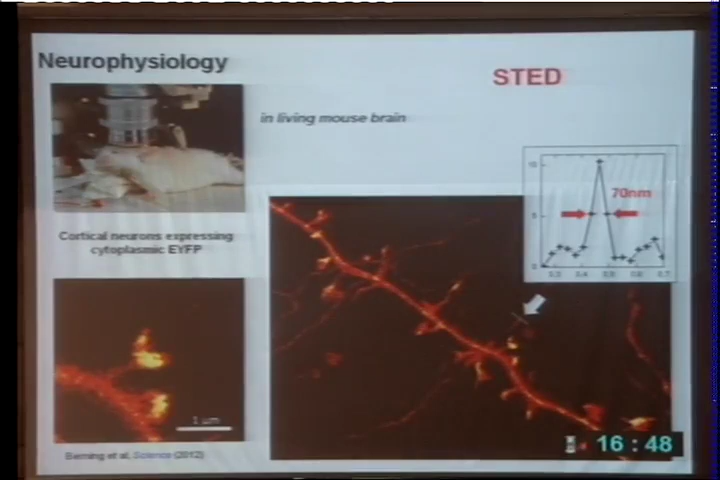 Neurophysiology
STED
in living mouse brain
70nm
Cortical neurons expressing
cytoplasmic EYFP
1 µm
16 : 48
Berning et al, Science (2012)